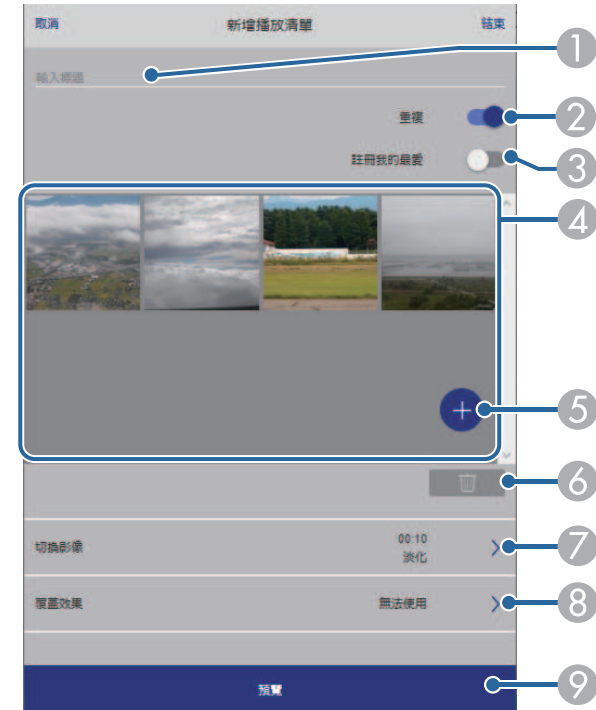 取消 新增播放清單 結束
1
輸入標題
重複 2
註冊我的最愛 3
4
5
6
切換影像 00:10 7
淡化
覆蓋效果 無法使用 8
預覽 9